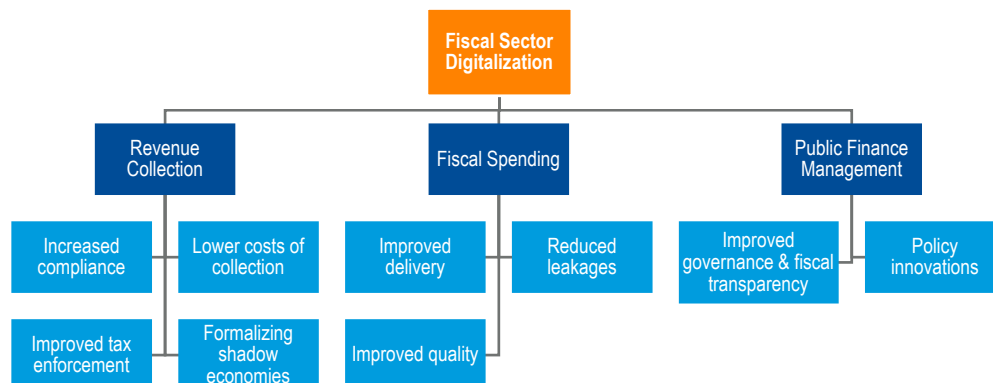 Fiscal Sector
Digitalization
Revenue
Collection
Fiscal Spending
Public Finance
Management
Increased
compliance
Lower costs of
collection
Improved
delivery
Reduced
leakages
Improved
governance & fiscal
transparency
Policy
innovations
Improved tax
enforcement
Formalizing
shadow
economies
Improved quality